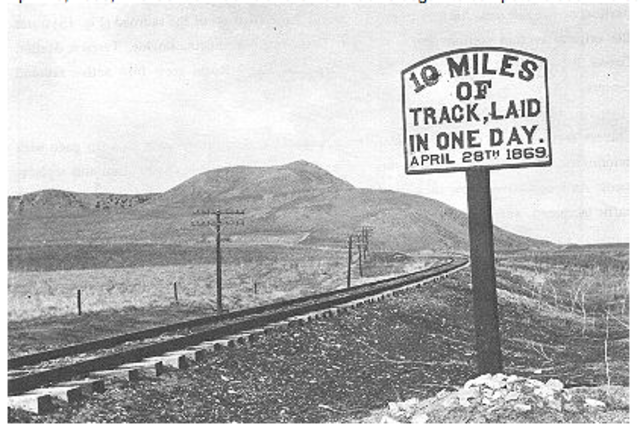 10 MILES
OF
TRACK, LAID
IN ONE DAY.
APRIL 28TH 1869